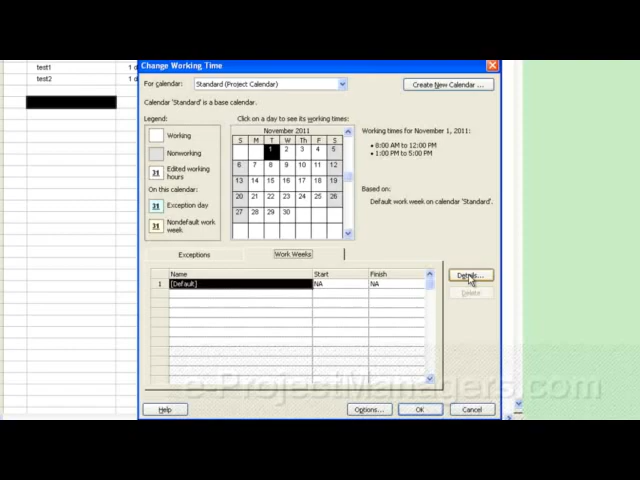 test1
1 d
test2
1 d
Change Working Time
For calendar:
Standard (Project Calendar)
Create New Calendar ...
Calendar 'Standard' is a base calendar.
Legend:
Working
Nonworking
31 Edited working hours
On this calendar:
31 Exception day
31 Nondefault work week
Click on a day to see its working times:
November 2011
S M T W Th F S
1 2 3 4 5
6 7 8 9 10 11 12
13 14 15 16 17 18 19
20 21 22 23 24 25 26
27 28 29 30
Working times for November 1, 2011:
• 8:00 AM to 12:00 PM
• 1:00 PM to 5:00 PM
Based on:
Default work week on calendar 'Standard'.
Exceptions
Work Weeks
Name Start Finish
1 [Default] NA NA
Details...
Delete
e-ProjectManagers.com
Help
Options...
OK
Cancel